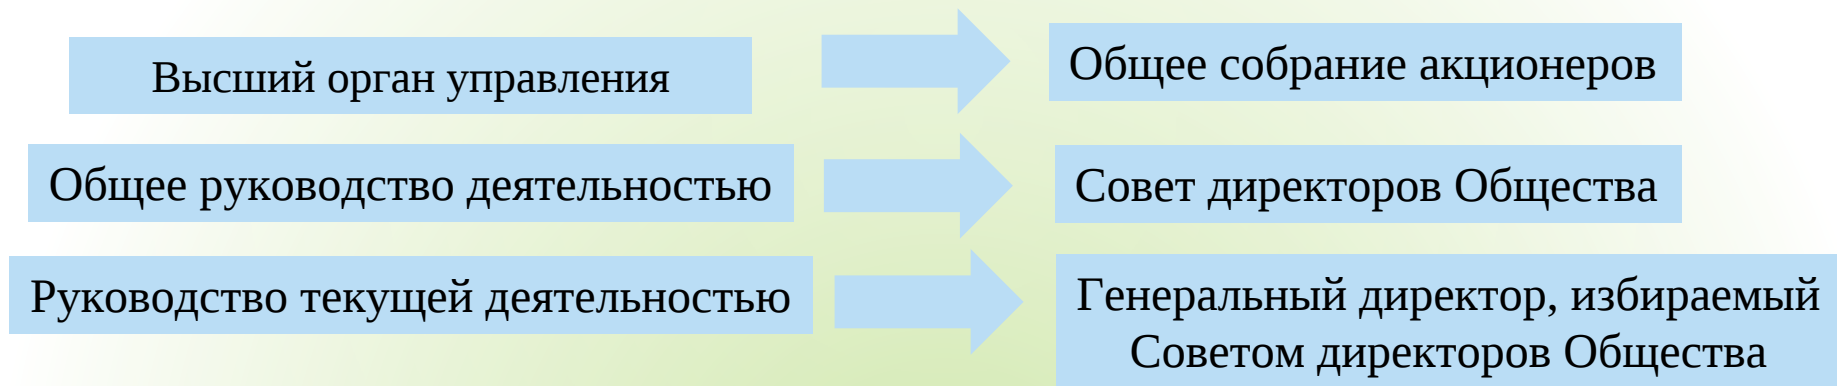 Высший орган управления
Общее собрание акционеров
Общее руководство деятельностью
Совет директоров Общества
Руководство текущей деятельностью
Генеральный директор, избираемый
Советом директоров Общества